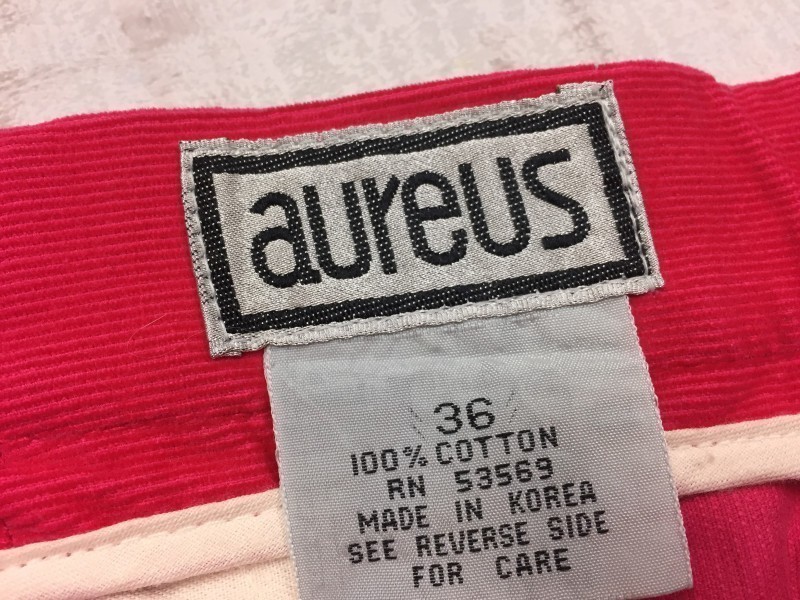 aureus
36
100% COTTON
RN 53569
MADE IN KOREA
SEE REVERSE SIDE
FOR CARE